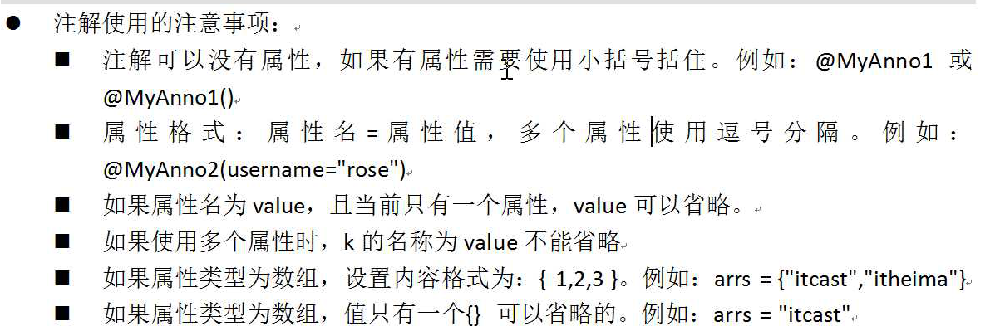 ● 注解使用的注意事项：
■ 注解可以没有属性，如果有属性需要使用小括号括住。例如：@MyAnno1 或
@MyAnno1()
■ 属性格式：属性名=属性值，多个属性使用逗号分隔。例如：
@MyAnno2(username="rose")
■ 如果属性名为 value，且当前只有一个属性，value 可以省略。
■ 如果使用多个属性时，k 的名称为 value 不能省略
■ 如果属性类型为数组，设置内容格式为：{ 1,2,3 }。例如：arrs = {"itcast","itheima"}
■ 如果属性类型为数组，值只有一个{} 可以省略的。例如：arrs = "itcast"